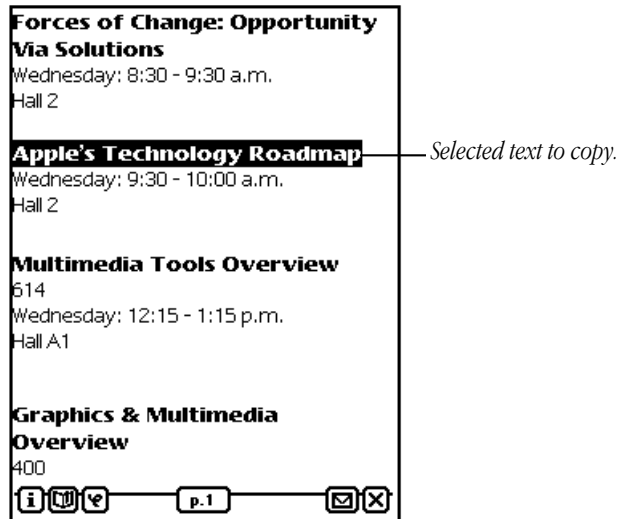 Forces of Change: Opportunity
Via Solutions
Wednesday: 8:30 - 9:30 a.m.
Hall 2
Apple's Technology Roadmap
Selected text to copy.
Wednesday: 9:30 - 10:00 a.m.
Hall 2
Multimedia Tools Overview
614
Wednesday: 12:15 - 1:15 p.m.
Hall A1
Graphics & Multimedia
Overview
400
i
p.1